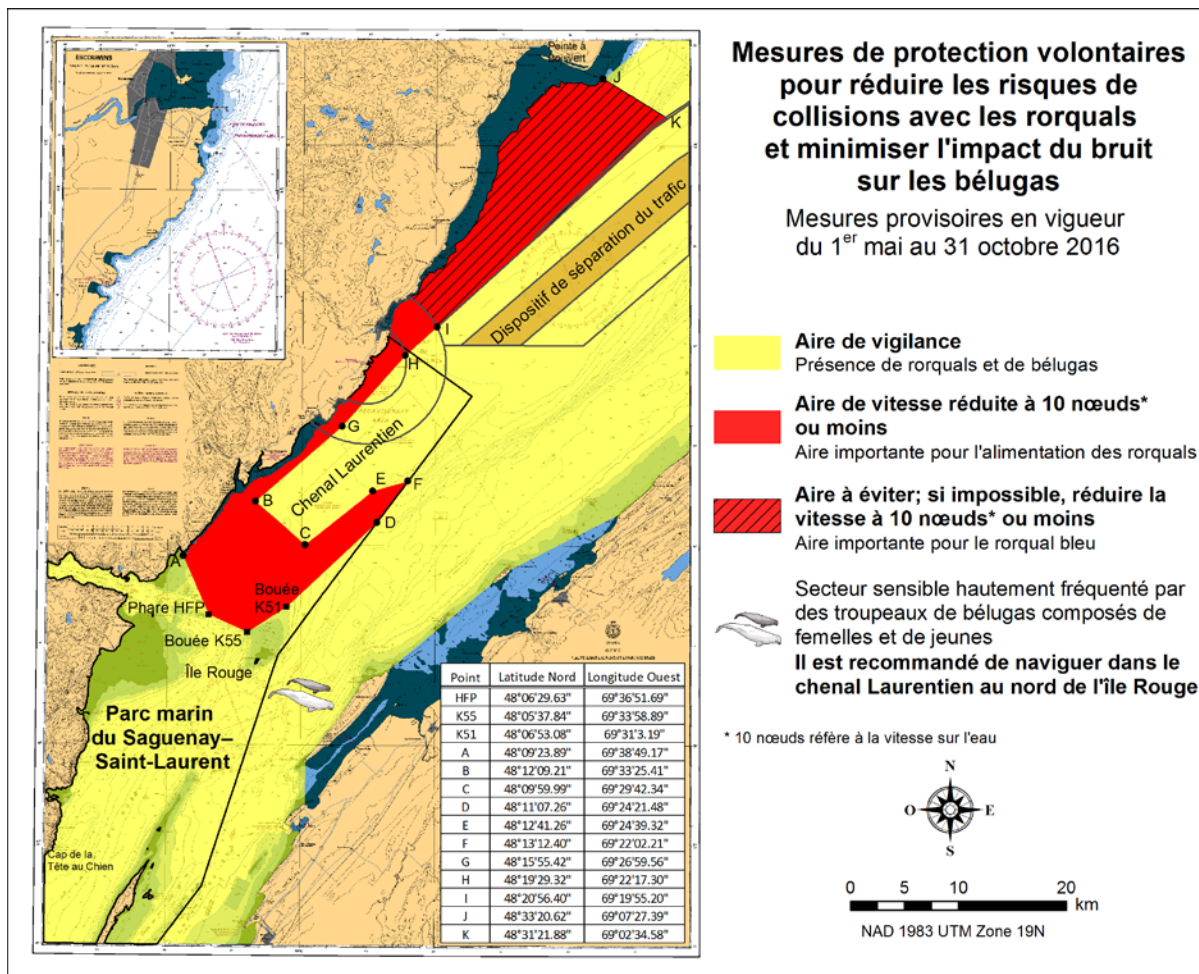 Mesures de protection volontaires
pour réduire les risques de
collisions avec les rorquals
et minimiser l'impact du bruit
sur les bélugas
Mesures provisoires en vigueur
du 1er mai au 31 octobre 2016
Aire de vigilance
Présence de rorquals et de bélugas
Aire de vitesse réduite à 10 nœuds*
ou moins
Aire importante pour l'alimentation des rorquals
Aire à éviter; si impossible, réduire la
vitesse à 10 nœuds* ou moins
Aire importante pour le rorqual bleu
Secteur sensible hautement fréquenté par
des troupeaux de bélugas composés de
femelles et de jeunes
Il est recommandé de naviguer dans le
chenal Laurentien au nord de l'île Rouge
* 10 nœuds réfère à la vitesse sur l'eau
N
O
E
S
0 5 10 20
km
NAD 1983 UTM Zone 19N
ESCOUMINS
Pointe à
J
K
Dispositif de séparation du trafic
I
H
G
Chenal Laurentien
B
E
F
C
D
A
Bouée
K51
Phare HFP
Bouée K55
Île Rouge
Parc marin
du Saguenay–
Saint-Laurent
Cap de la
Tête au Chien
Point Latitude Nord Longitude Ouest
HFP 48°06'29.63" 69°36'51.69"
K55 48°05'37.84" 69°33'58.89"
K51 48°06'53.08" 69°31'3.19"
A 48°09'23.89" 69°38'49.17"
B 48°12'09.21" 69°33'25.41"
C 48°09'59.99" 69°29'42.34"
D 48°11'07.26" 69°24'21.48"
E 48°12'41.26" 69°24'39.32"
F 48°13'12.40" 69°22'02.21"
G 48°15'55.42" 69°26'59.56"
H 48°19'29.32" 69°22'17.30"
I 48°20'56.40" 69°19'55.20"
J 48°33'20.62" 69°07'27.39"
K 48°31'21.88" 69°02'34.58"